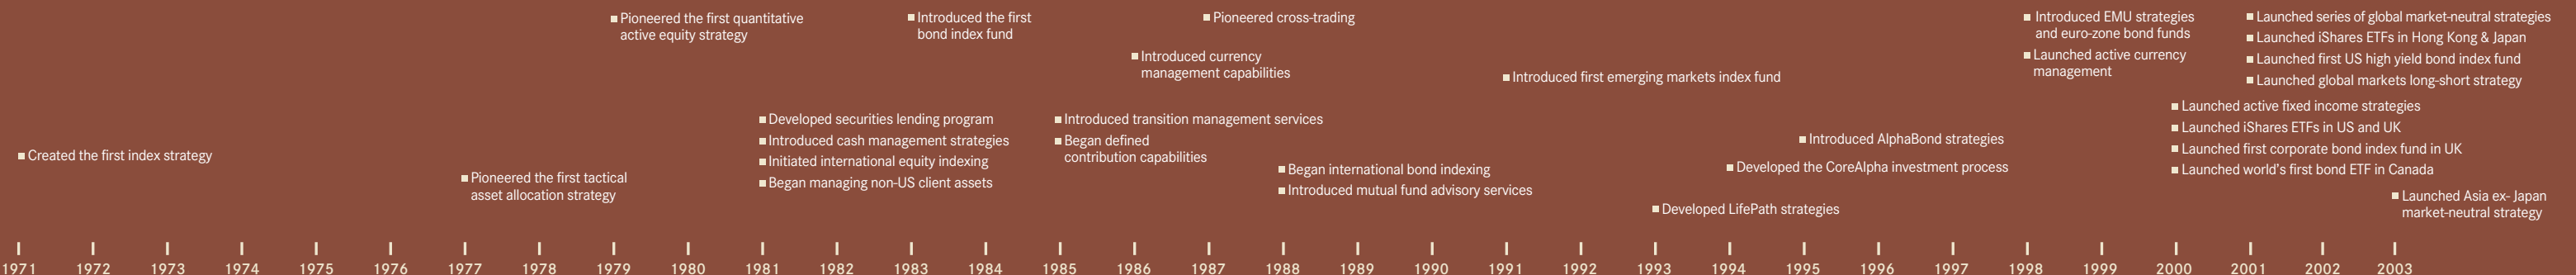 Created the first index strategy
Pioneered the first tactical
asset allocation strategy
Pioneered the first quantitative
active equity strategy
Developed securities lending program
Introduced cash management strategies
Initiated international equity indexing
Began managing non-US client assets
Introduced the first
bond index fund
Introduced transition management services
Began defined
contribution capabilities
Introduced currency
management capabilities
Pioneered cross-trading
Began international bond indexing
Introduced mutual fund advisory services
Introduced first emerging markets index fund
Developed LifePath strategies
Developed the CoreAlpha investment process
Introduced AlphaBond strategies
Introduced EMU strategies
and euro-zone bond funds
Launched active currency
management
Launched active fixed income strategies
Launched iShares ETFs in US and UK
Launched first corporate bond index fund in UK
Launched world's first bond ETF in Canada
Launched series of global market-neutral strategies
Launched iShares ETFs in Hong Kong & Japan
Launched first US high yield bond index fund
Launched global markets long-short strategy
Launched Asia ex- Japan
market-neutral strategy
1971 1972 1973 1974 1975 1976 1977 1978 1979 1980 1981 1982 1983 1984 1985 1986 1987 1988 1989 1990 1991 1992 1993 1994 1995 1996 1997 1998 1999 2000 2001 2002 2003